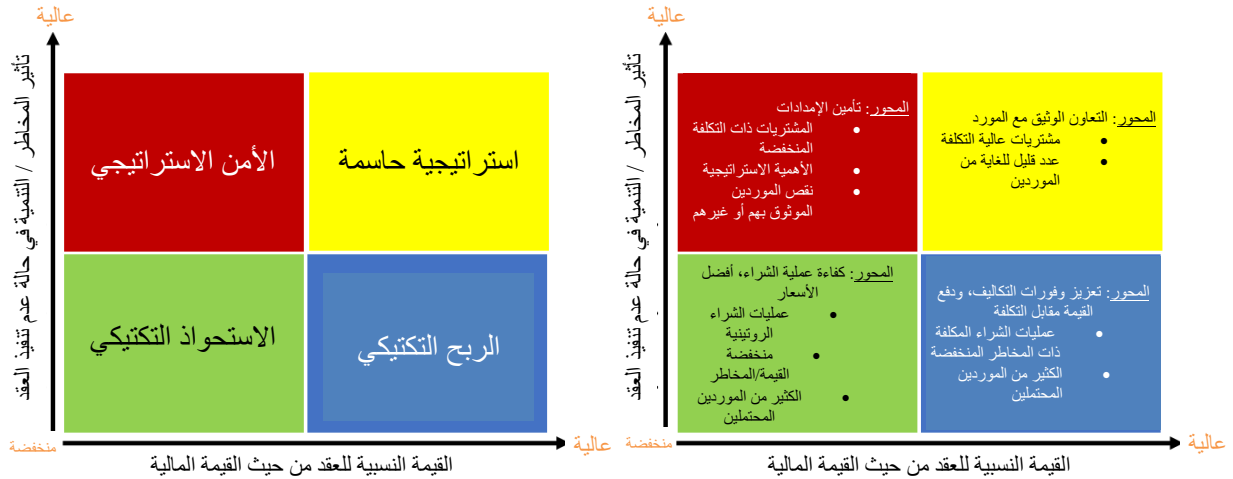 عالية
تأثير المخاطر / التنمية في حالة عدم تنفيذ العقد
الأمن الاستراتيجي
استراتيجية حاسمة
الاستحواذ التكتيكي
الربح التكتيكي
منخفضة
عالية
القيمة النسبية للعقد من حيث القيمة المالية
عالية
تأثير المخاطر / التنمية في حالة عدم تنفيذ العقد
المحور: تأمين الإمدادات
• المشتريات ذات التكلفة
المنخفضة
• الأهمية الاستراتيجية
• نقص الموردين
الموثوق بهم أو غيرهم
المحور: التعاون الوثيق مع المورد
• مشتريات عالية التكلفة
• عدد قليل للغاية من
الموردين
المحور: كفاءة عملية الشراء، أفضل
الأسعار
• عمليات الشراء
الروتينية
• منخفضة
القيمة/المخاطر
• الكثير من الموردين
المحتملين
المحور: تعزيز وفورات التكاليف، ودفع
القيمة مقابل التكلفة
• عمليات الشراء المكلفة
ذات المخاطر المنخفضة
• الكثير من الموردين
المحتملين
منخفضة
عالية
القيمة النسبية للعقد من حيث القيمة المالية